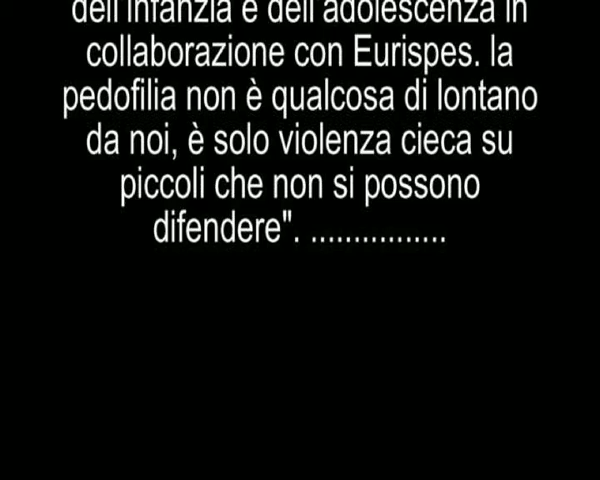 dell'infanzia e dell'adolescenza in
collaborazione con Eurispes. la
pedofilia non è qualcosa di lontano
da noi, è solo violenza cieca su
piccoli che non si possono
difendere". ................